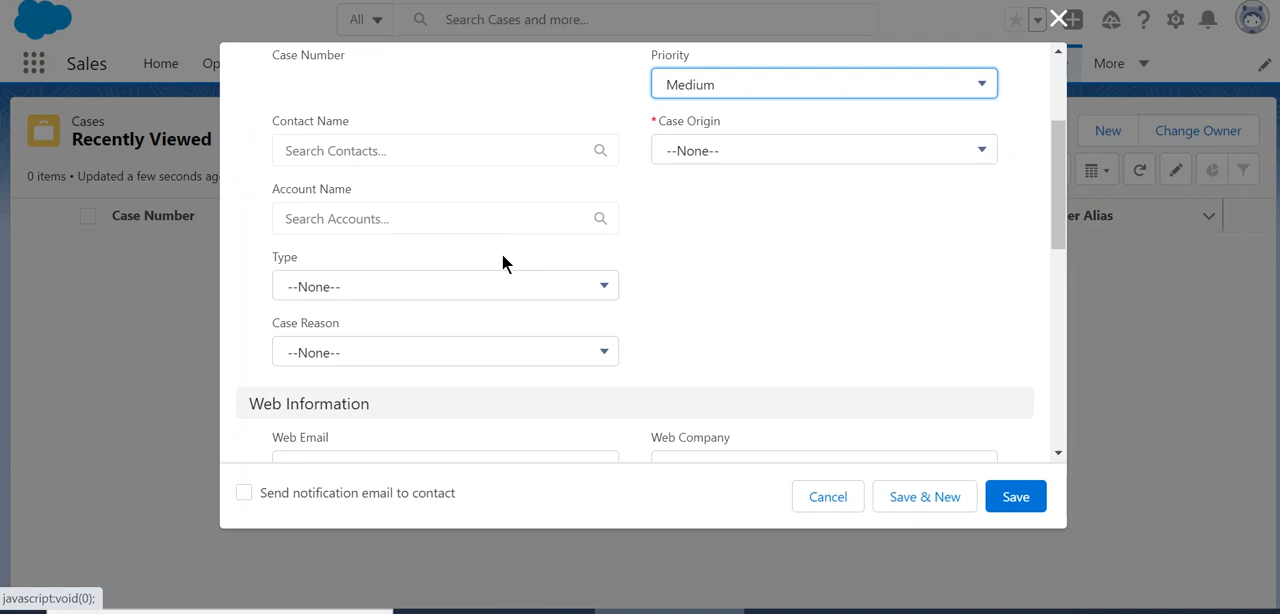 All
Search Cases and more...
Sales
Home
Op
More
Cases
Recently Viewed
0 items • Updated a few seconds ag
New
Change Owner
Case Number
er Alias
Case Number
Priority
Medium
Contact Name
Search Contacts...
* Case Origin
--None--
Account Name
Search Accounts...
Type
--None--
Case Reason
--None--
Web Information
Web Email
Web Company
Send notification email to contact
Cancel
Save & New
Save
javascript:void(0);